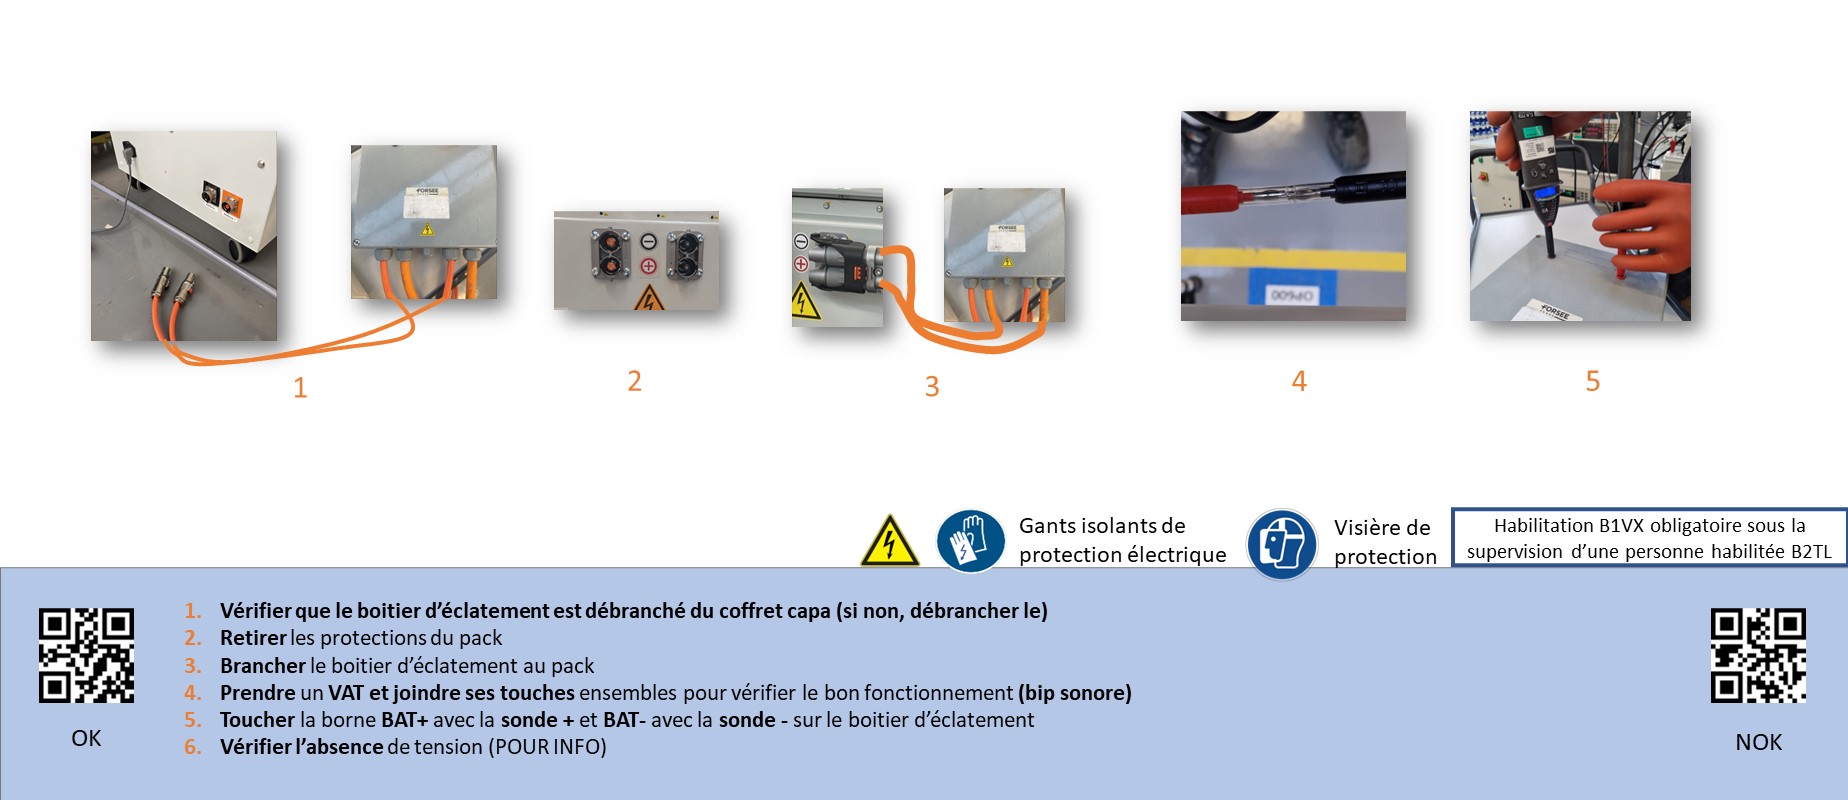 FORSEE
FORSEE
OP600
FORSEE
1
2
3
4
5
Gants isolants de
protection électrique
Visière de
protection
Habilitation B1VX obligatoire sous la
supervision d’une personne habilitée B2TL
1. Vérifier que le boitier d’éclatement est débranché du coffret capa (si non, débrancher le)
2. Retirer les protections du pack
3. Brancher le boitier d’éclatement au pack
4. Prendre un VAT et joindre ses touches ensembles pour vérifier le bon fonctionnement (bip sonore)
5. Toucher la borne BAT+ avec la sonde + et BAT- avec la sonde - sur le boitier d’éclatement
6. Vérifier l’absence de tension (POUR INFO)
OK
NOK